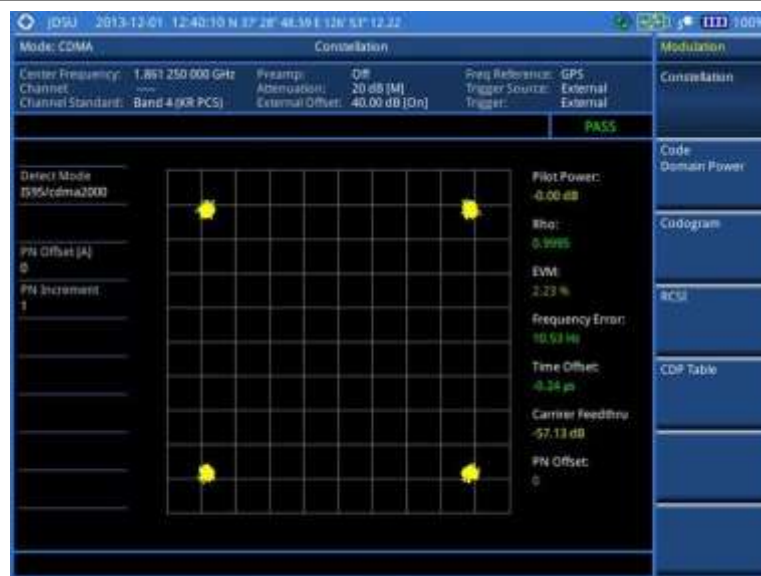 JDSU 2013-12-01 12:40:10 N 37° 28' 48.59 E 126° 53' 12.22 100%
Mode: CDMA
Constellation
Modulation
Center Frequency: 1.861 250 000 GHz
Channel: ----
Channel Standard: Band 4 (KR PCS)
Preamp: Off
Attenuation: 20 dB [M]
External Offset: 40.00 dB [On]
Freq Reference: GPS
Trigger Source: External
Trigger: External
PASS
Detect Mode
IS95/cdma2000
PN Offset [A]
0
PN Increment
1
Pilot Power:
-0.00 dB
Rho:
0.9995
EVM:
2.23 %
Frequency Error:
10.53 Hz
Time Offset:
-0.24 µs
Carrier Feedthru
-57.13 dB
PN Offset:
0
Constellation
Code
Domain Power
Codogram
RCSI
CDP Table